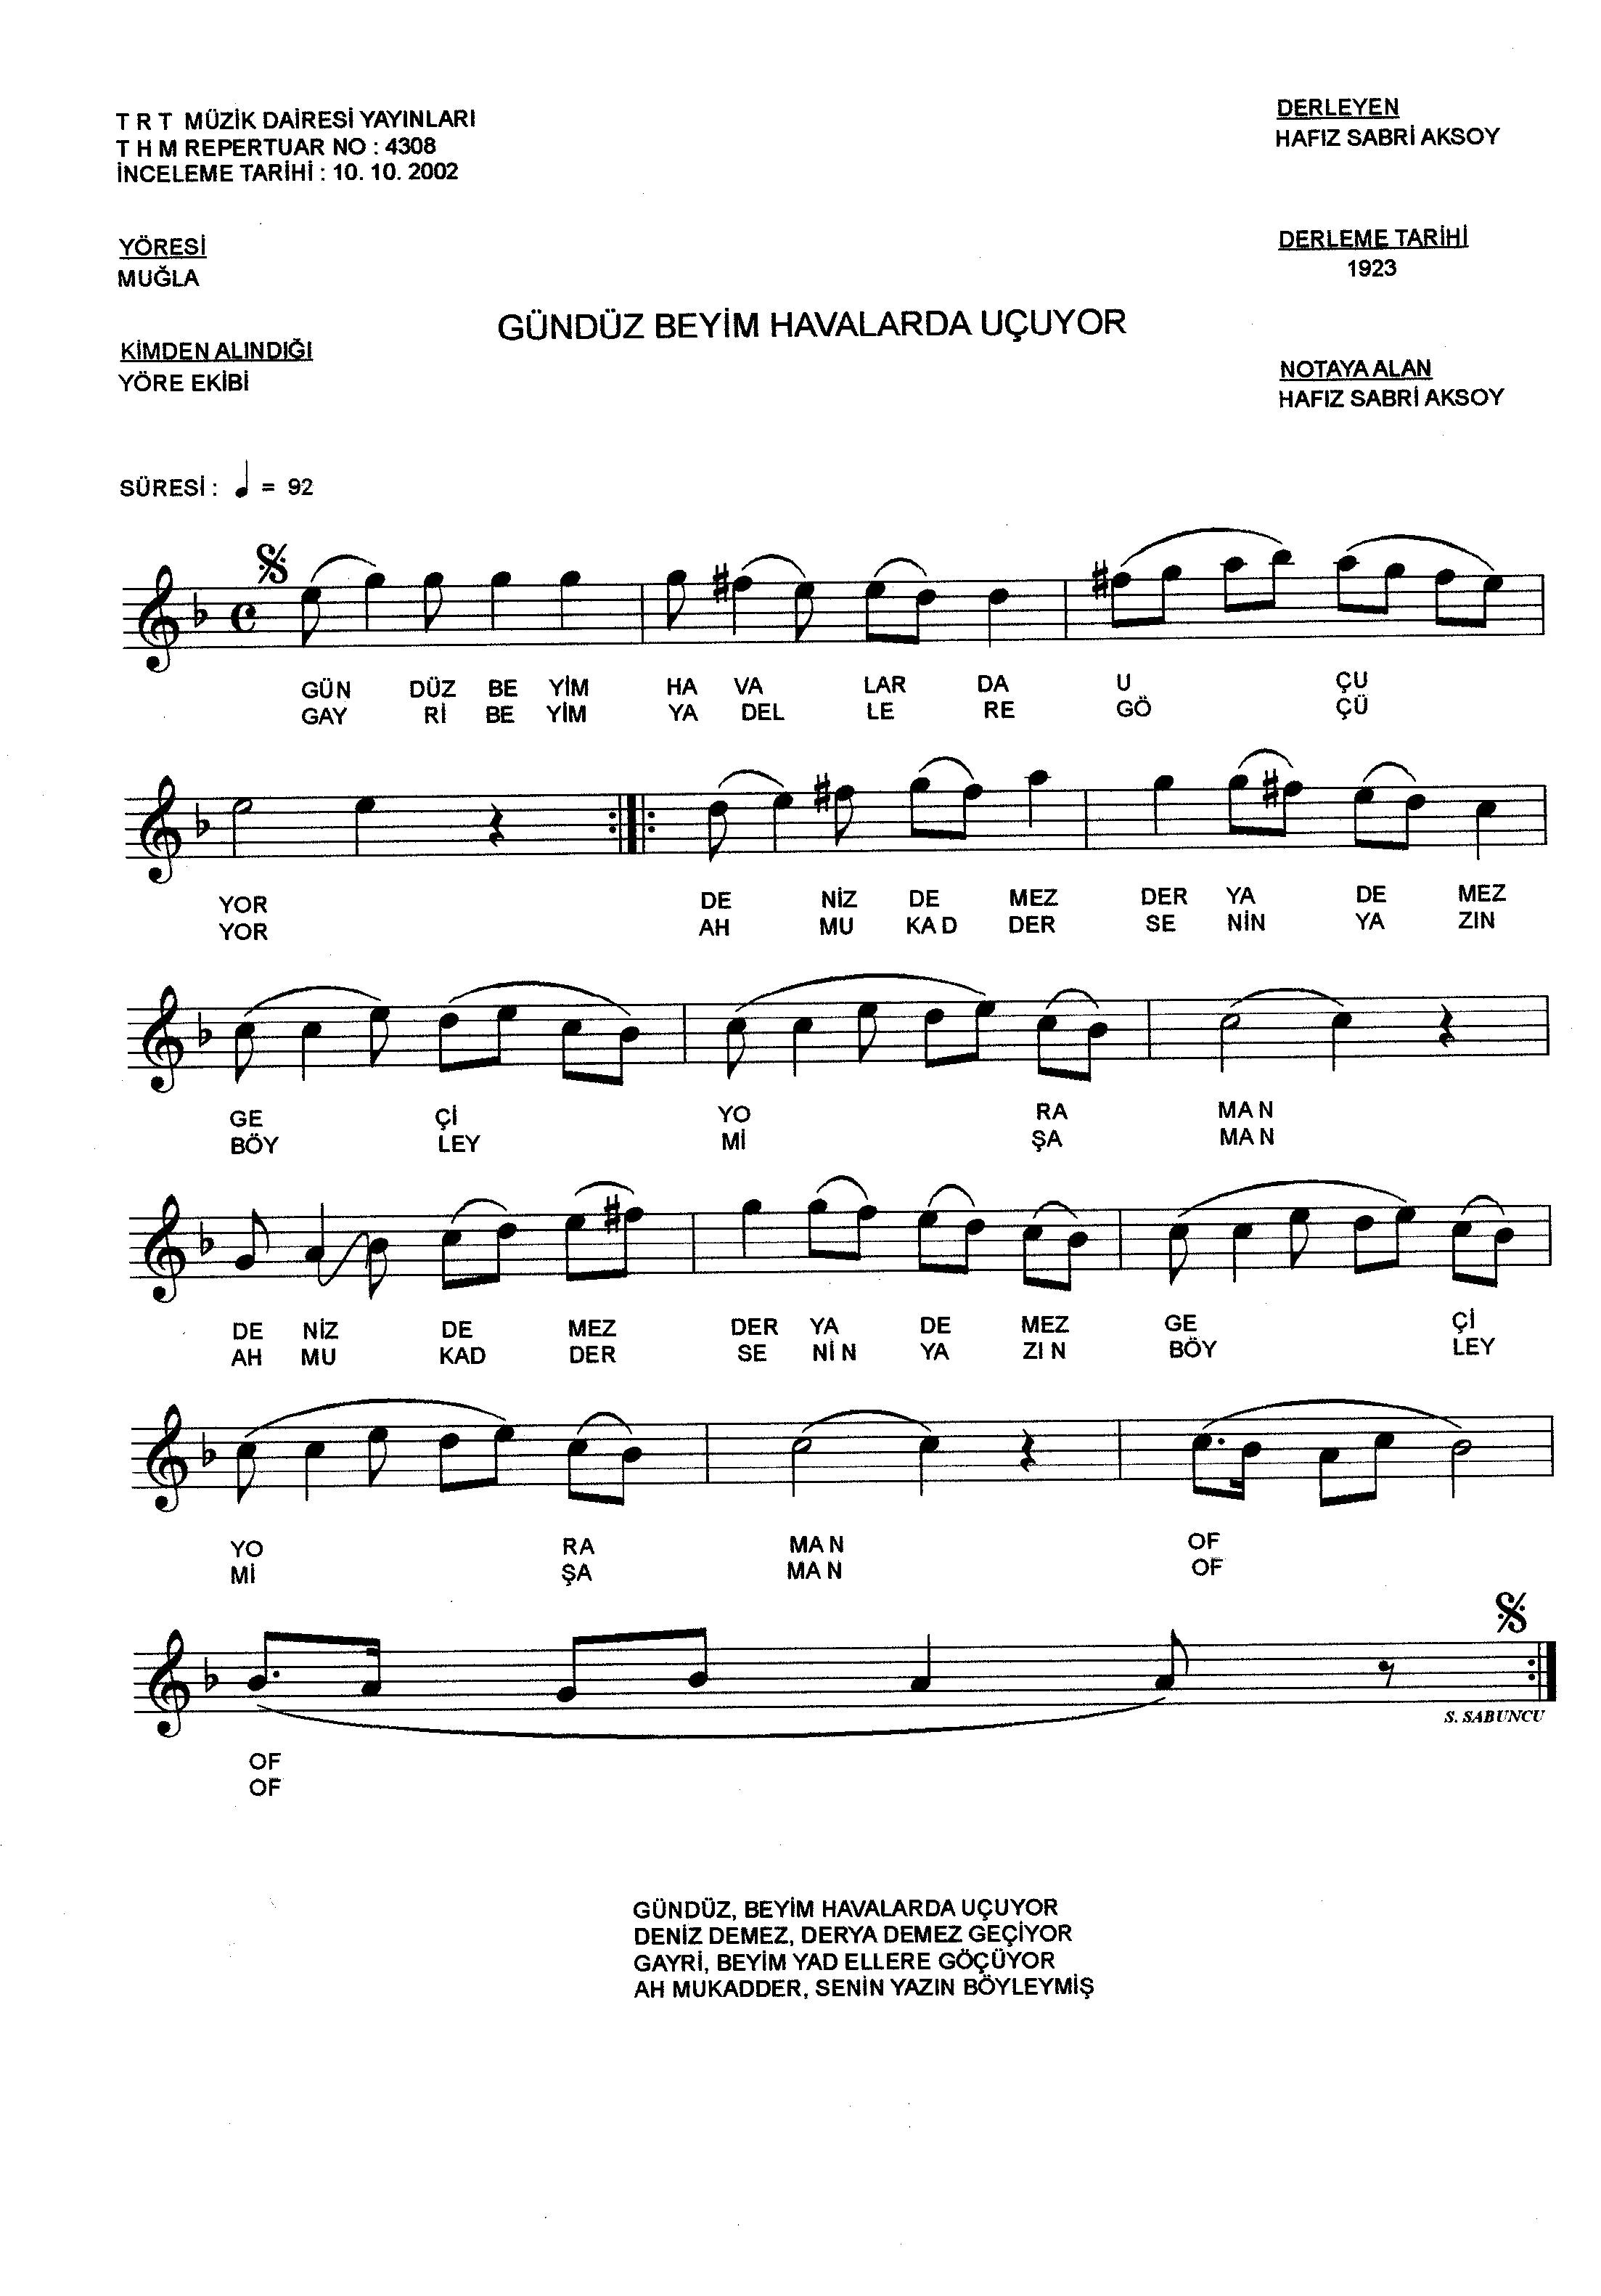 T R T MÜZİK DAİRESİ YAYINLARI
T H M REPERTUAR NO : 4308
İNCELEME TARİHİ : 10. 10. 2002
DERLEYEN
HAFIZ SABRİ AKSOY
YÖRESİ
MUĞLA
DERLEME TARİHİ
1923
GÜNDÜZ BEYİM HAVALARDA UÇUYOR
KİMDEN ALINDIĞI
YÖRE EKİBİ
NOTAYA ALAN
HAFIZ SABRİ AKSOY
SÜRESİ : = 92
GÜN DÜZ BE YİM HA VA LAR DA U ÇU
GAY Rİ BE YİM YA DEL LE RE GÖ ÇÜ
YOR DE NİZ DE MEZ DER YA DE MEZ
YOR AH MU KAD DER SE NİN YA ZIN
GE Çİ YO RA MAN
BÖY LEY Mİ ŞA MAN
DE NİZ DE MEZ DER YA DE MEZ GE Çİ
AH MU KAD DER SE NİN YA ZIN BÖY LEY
YO RA MAN OF
Mİ ŞA MAN OF
S. SABUNCU
OF
OF
GÜNDÜZ, BEYİM HAVALARDA UÇUYOR
DENİZ DEMEZ, DERYA DEMEZ GEÇİYOR
GAYRİ, BEYİM YAD ELLERE GÖÇÜYOR
AH MUKADDER, SENİN YAZIN BÖYLEYMİŞ